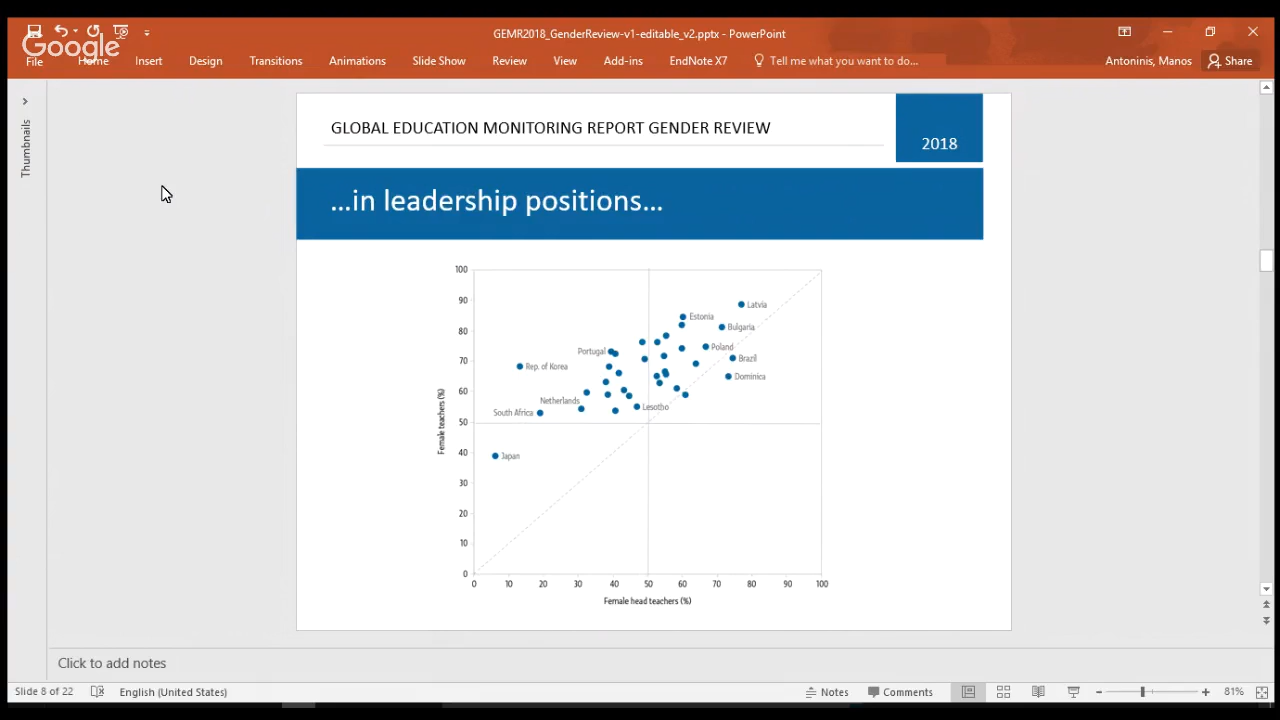 GEMR2018_GenderReview-v1-editable_v2.pptx - PowerPoint
Google
File Home Insert Design Transitions Animations Slide Show Review View Add-ins EndNote X7 Tell me what you want to do... Antoninis, Manos Share
Thumbnails
GLOBAL EDUCATION MONITORING REPORT GENDER REVIEW
2018
...in leadership positions...
100
90
80
70
60
50
40
30
20
10
0
Female teachers (%)
Latvia
Estonia
Bulgaria
Poland
Portugal
Brazil
Rep. of Korea
Dominica
Netherlands
Lesotho
South Africa
Japan
0 10 20 30 40 50 60 70 80 90 100
Female head teachers (%)
Click to add notes
Slide 8 of 22 English (United States) Notes Comments 81%